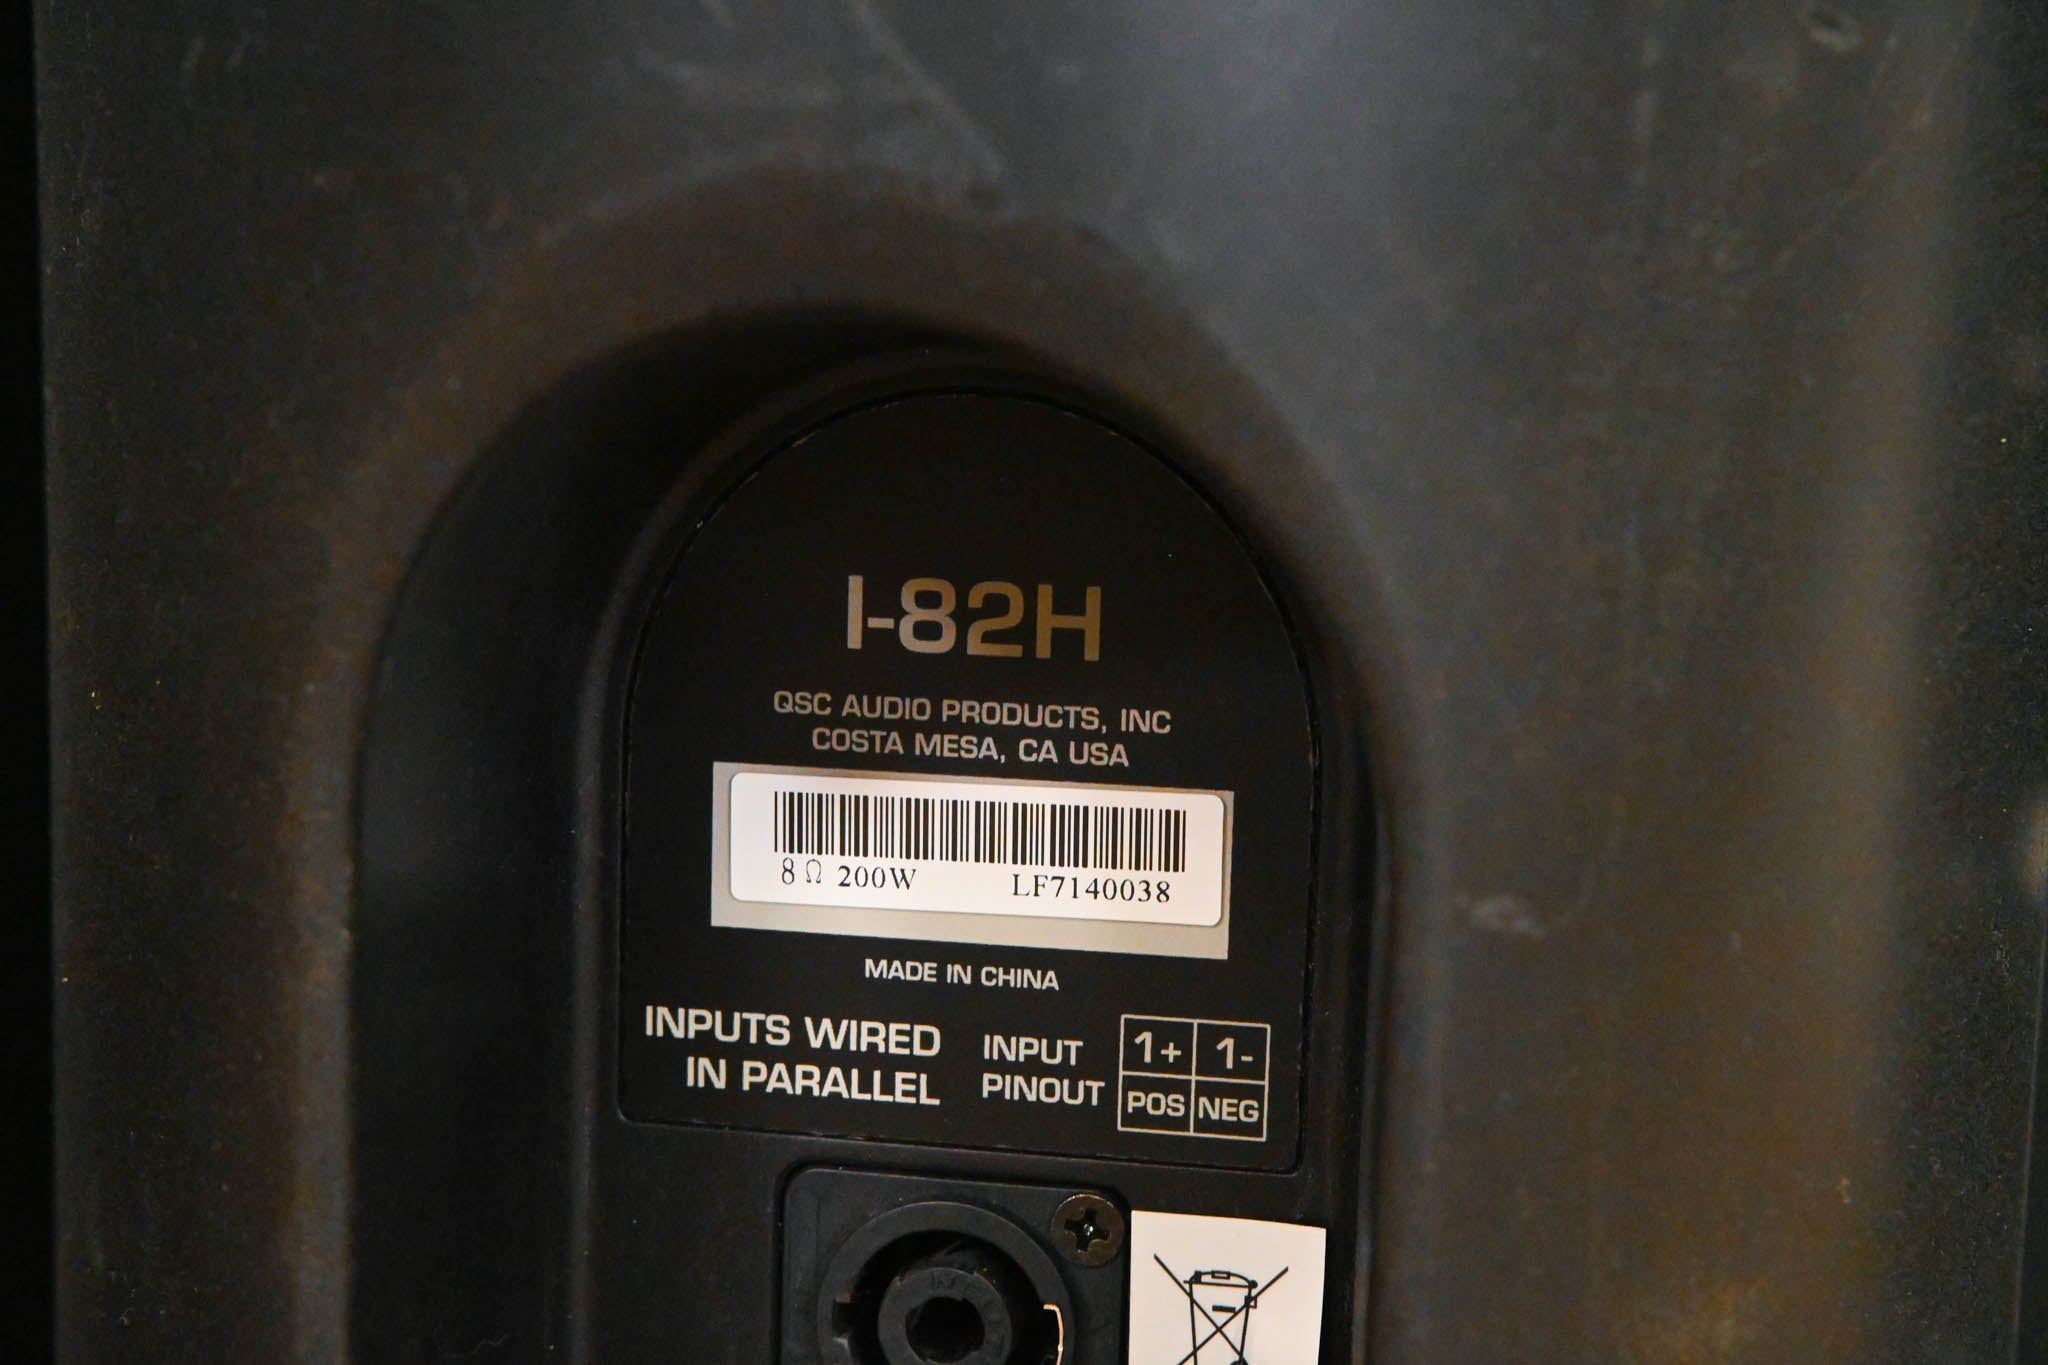 I-82H
QSC AUDIO PRODUCTS, INC
COSTA MESA, CA USA
8 Ω 200W LF7140038
MADE IN CHINA
INPUTS WIRED
IN PARALLEL
INPUT
PINOUT
1+ 1-
POS NEG